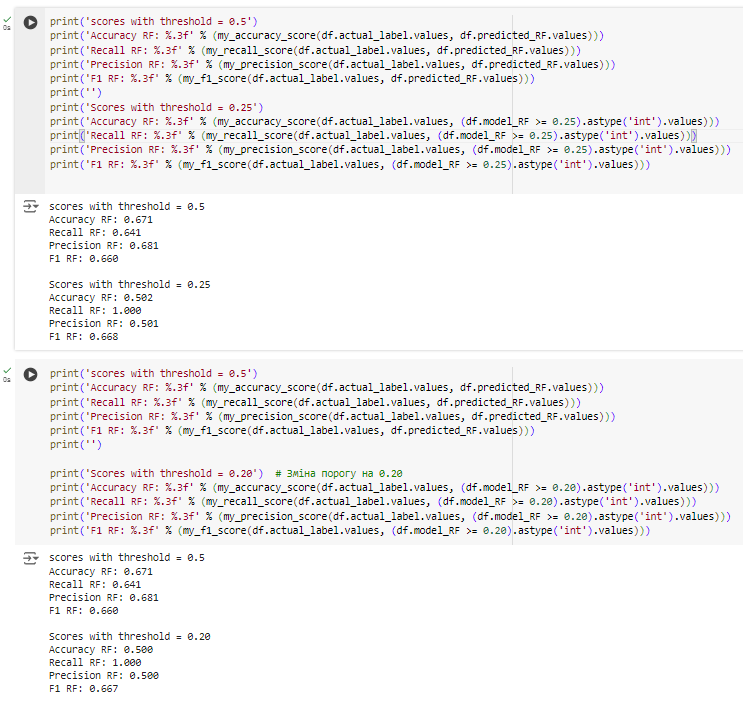 0s
print('scores with threshold = 0.5')
print('Accuracy RF: %.3f' % (my_accuracy_score(df.actual_label.values, df.predicted_RF.values)))
print('Recall RF: %.3f' % (my_recall_score(df.actual_label.values, df.predicted_RF.values)))
print('Precision RF: %.3f' % (my_precision_score(df.actual_label.values, df.predicted_RF.values)))
print('F1 RF: %.3f' % (my_f1_score(df.actual_label.values, df.predicted_RF.values)))
print('')
print('Scores with threshold = 0.25')
print('Accuracy RF: %.3f' % (my_accuracy_score(df.actual_label.values, (df.model_RF >= 0.25).astype('int').values)))
print('Recall RF: %.3f' % (my_recall_score(df.actual_label.values, (df.model_RF >= 0.25).astype('int').values)))
print('Precision RF: %.3f' % (my_precision_score(df.actual_label.values, (df.model_RF >= 0.25).astype('int').values)))
print('F1 RF: %.3f' % (my_f1_score(df.actual_label.values, (df.model_RF >= 0.25).astype('int').values)))
scores with threshold = 0.5
Accuracy RF: 0.671
Recall RF: 0.641
Precision RF: 0.681
F1 RF: 0.660
Scores with threshold = 0.25
Accuracy RF: 0.502
Recall RF: 1.000
Precision RF: 0.501
F1 RF: 0.668
0s
print('scores with threshold = 0.5')
print('Accuracy RF: %.3f' % (my_accuracy_score(df.actual_label.values, df.predicted_RF.values)))
print('Recall RF: %.3f' % (my_recall_score(df.actual_label.values, df.predicted_RF.values)))
print('Precision RF: %.3f' % (my_precision_score(df.actual_label.values, df.predicted_RF.values)))
print('F1 RF: %.3f' % (my_f1_score(df.actual_label.values, df.predicted_RF.values)))
print('')
print('Scores with threshold = 0.20')  # Зміна порогу на 0.20
print('Accuracy RF: %.3f' % (my_accuracy_score(df.actual_label.values, (df.model_RF >= 0.20).astype('int').values)))
print('Recall RF: %.3f' % (my_recall_score(df.actual_label.values, (df.model_RF >= 0.20).astype('int').values)))
print('Precision RF: %.3f' % (my_precision_score(df.actual_label.values, (df.model_RF >= 0.20).astype('int').values)))
print('F1 RF: %.3f' % (my_f1_score(df.actual_label.values, (df.model_RF >= 0.20).astype('int').values)))
scores with threshold = 0.5
Accuracy RF: 0.671
Recall RF: 0.641
Precision RF: 0.681
F1 RF: 0.660
Scores with threshold = 0.20
Accuracy RF: 0.500
Recall RF: 1.000
Precision RF: 0.500
F1 RF: 0.667